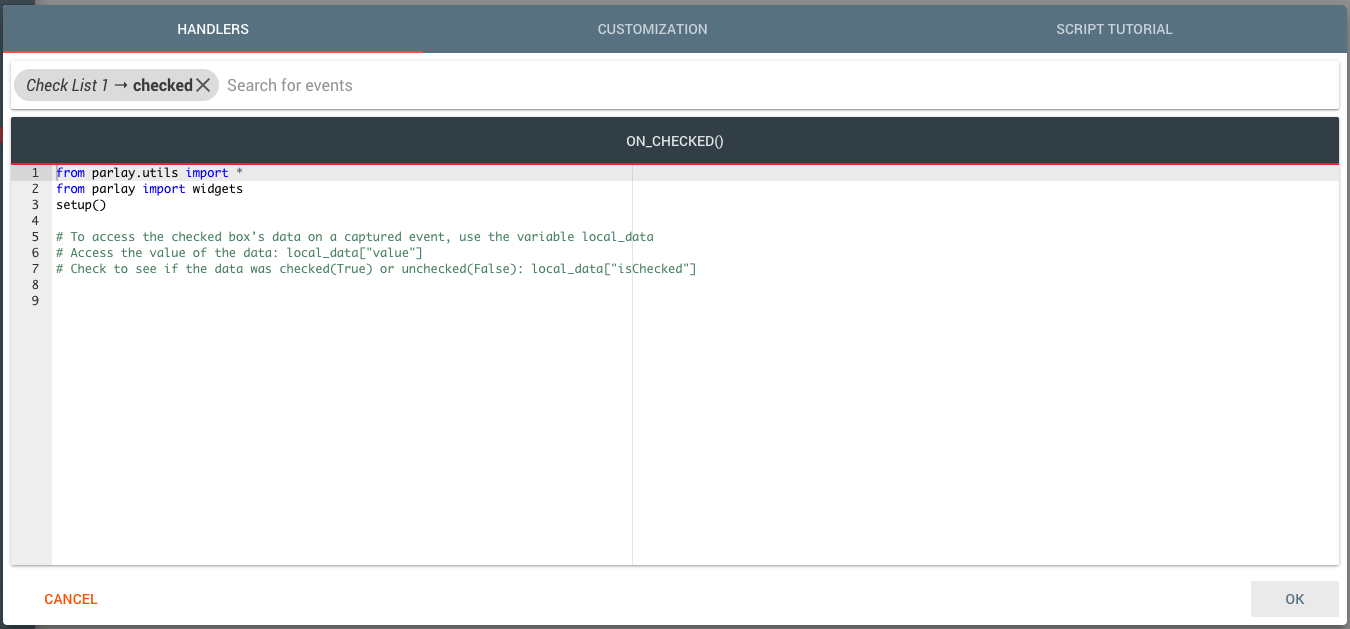 HANDLERS CUSTOMIZATION SCRIPT TUTORIAL
Check List 1 → checked Search for events
ON_CHECKED()
1 from parlay.utils import *
2 from parlay import widgets
3 setup()
4
5 # To access the checked box's data on a captured event, use the variable local_data
6 # Access the value of the data: local_data["value"]
7 # Check to see if the data was checked(True) or unchecked(False): local_data["isChecked"]
8
9
CANCEL OK